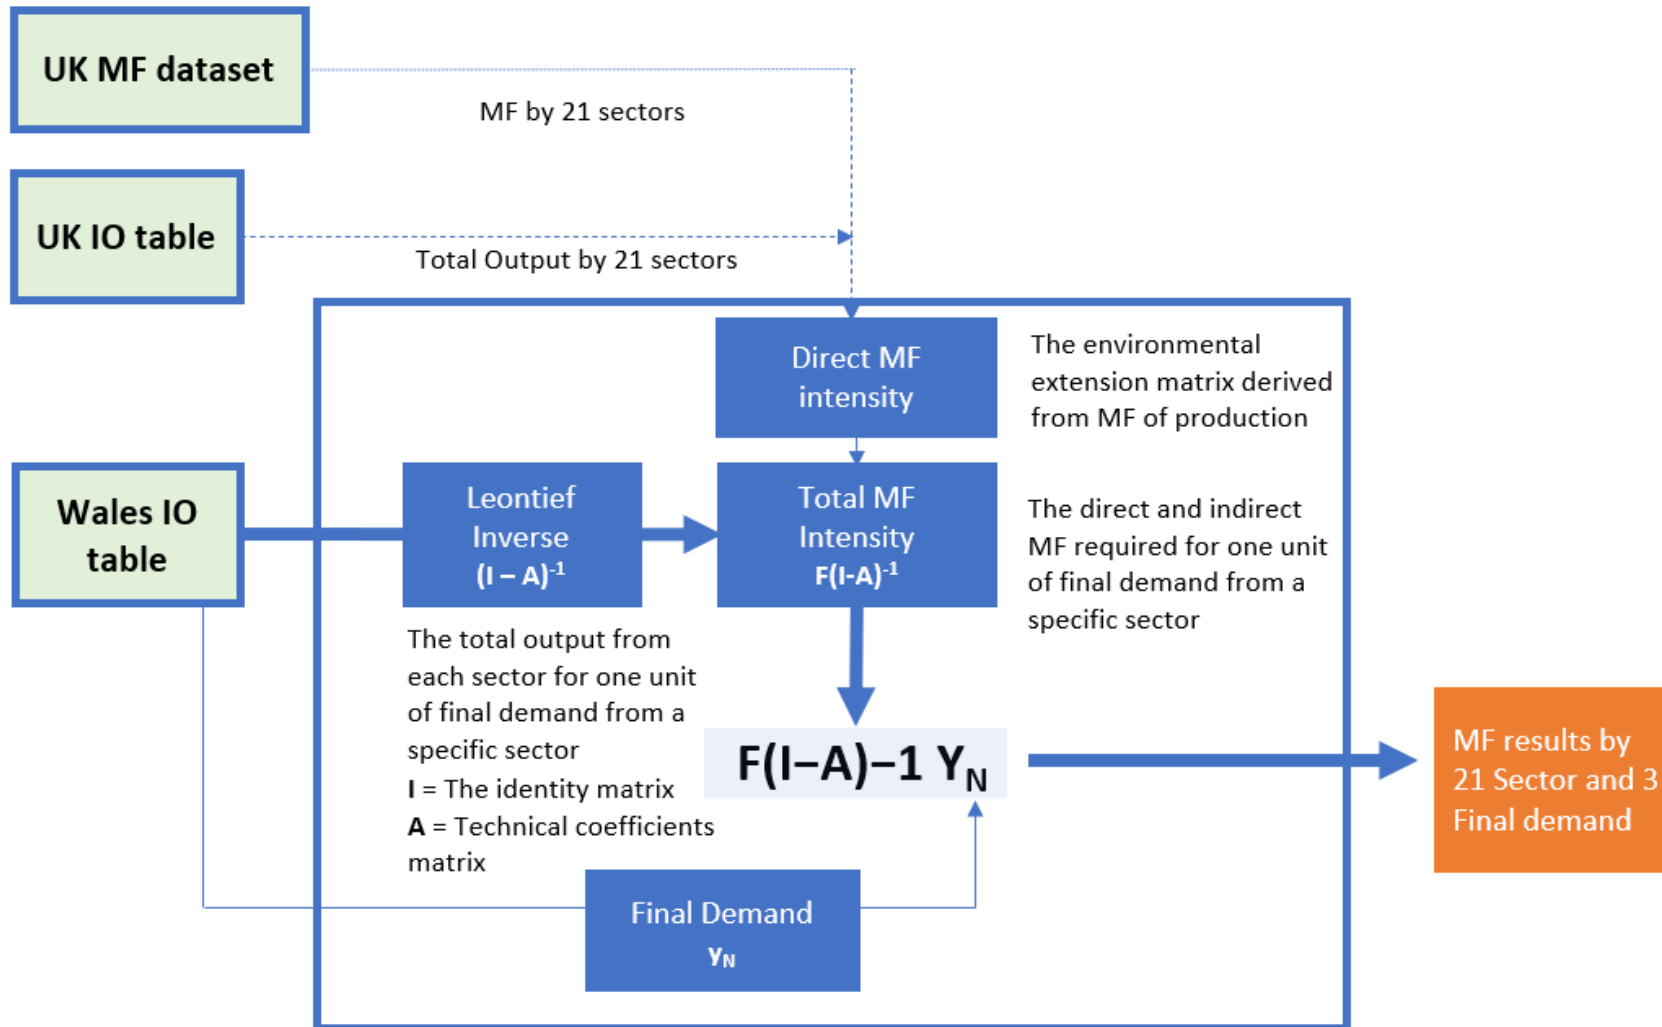 UK MF dataset
MF by 21 sectors
UK IO table
Total Output by 21 sectors
Direct MF
intensity
The environmental
extension matrix derived
from MF of production
Wales IO
table
Leontief
Inverse
(I – A)⁻¹
Total MF
Intensity
F(I-A)⁻¹
The direct and indirect
MF required for one unit
of final demand from a
specific sector
The total output from
each sector for one unit
of final demand from a
specific sector
I = The identity matrix
A = Technical coefficients
matrix
F(I−A)−1 Y_N
MF results by
21 Sector and 3
Final demand
Final Demand
y_N